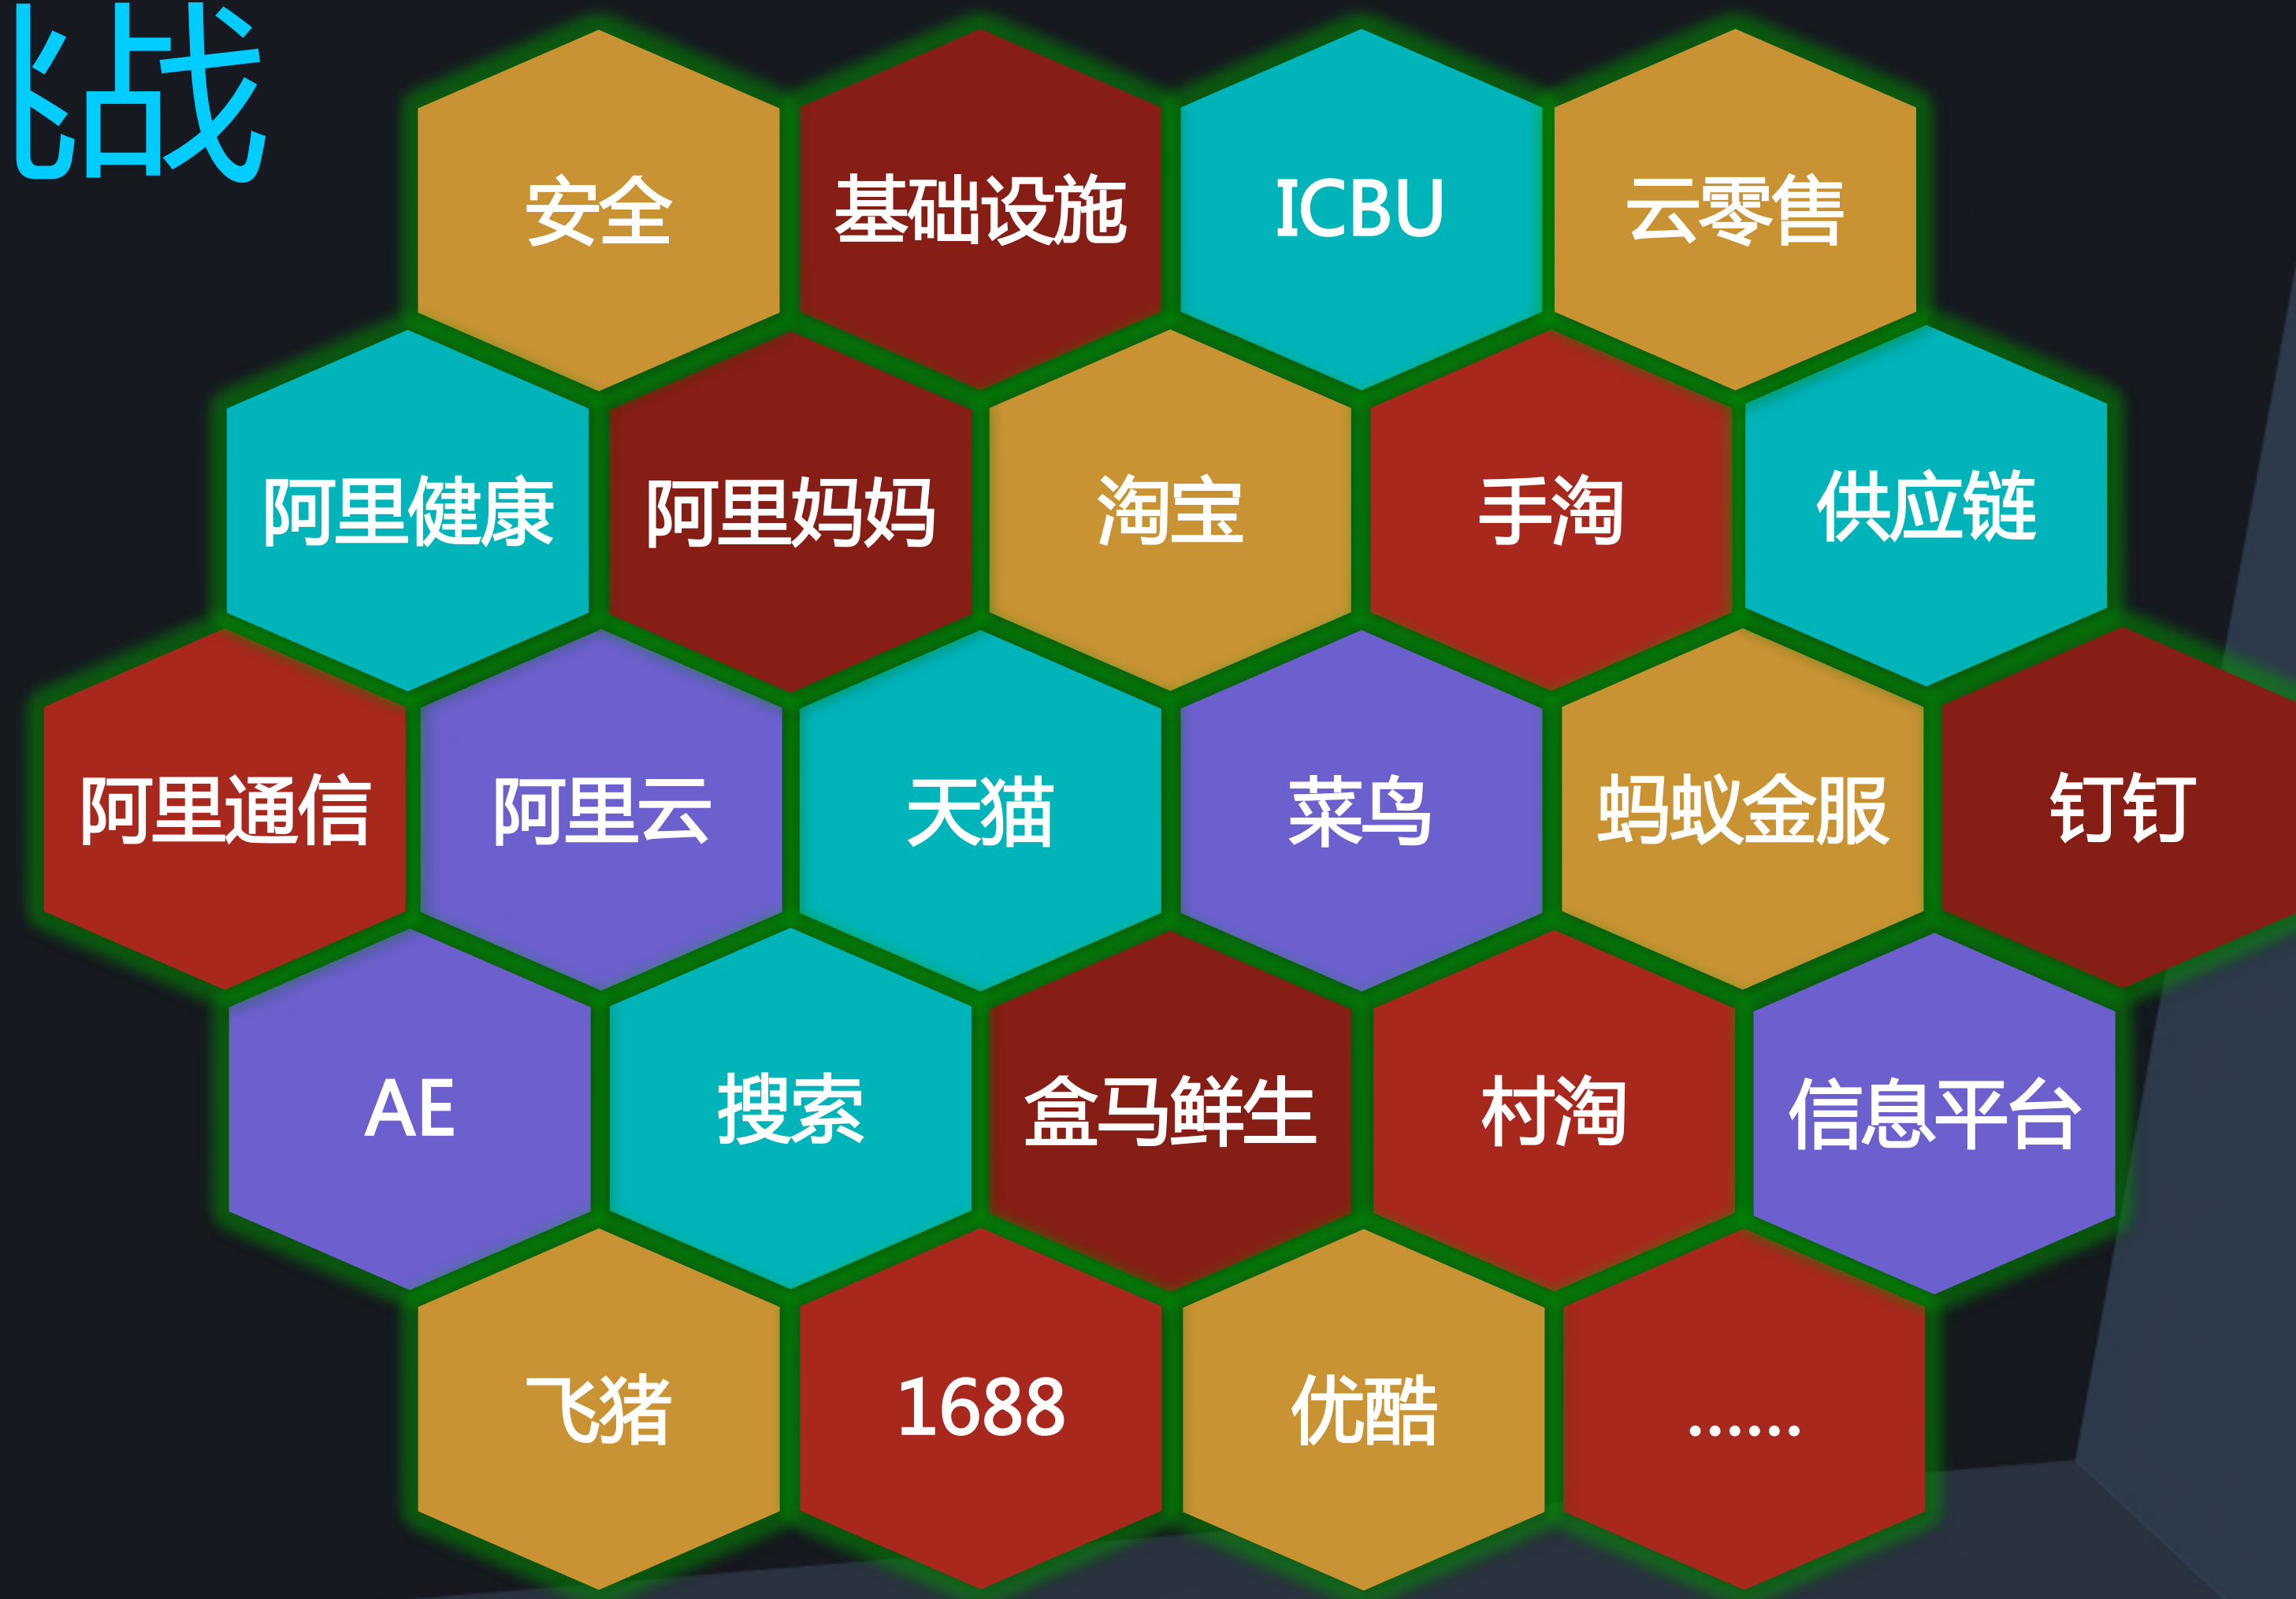 战
安全 基础设施 ICBU 云零售
阿里健康 阿里妈妈 淘宝 手淘 供应链
阿里通信 阿里云 天猫 菜鸟 蚂蚁金服 钉钉
AE 搜索 盒马鲜生 村淘 信息平台
飞猪 1688 优酷 ……